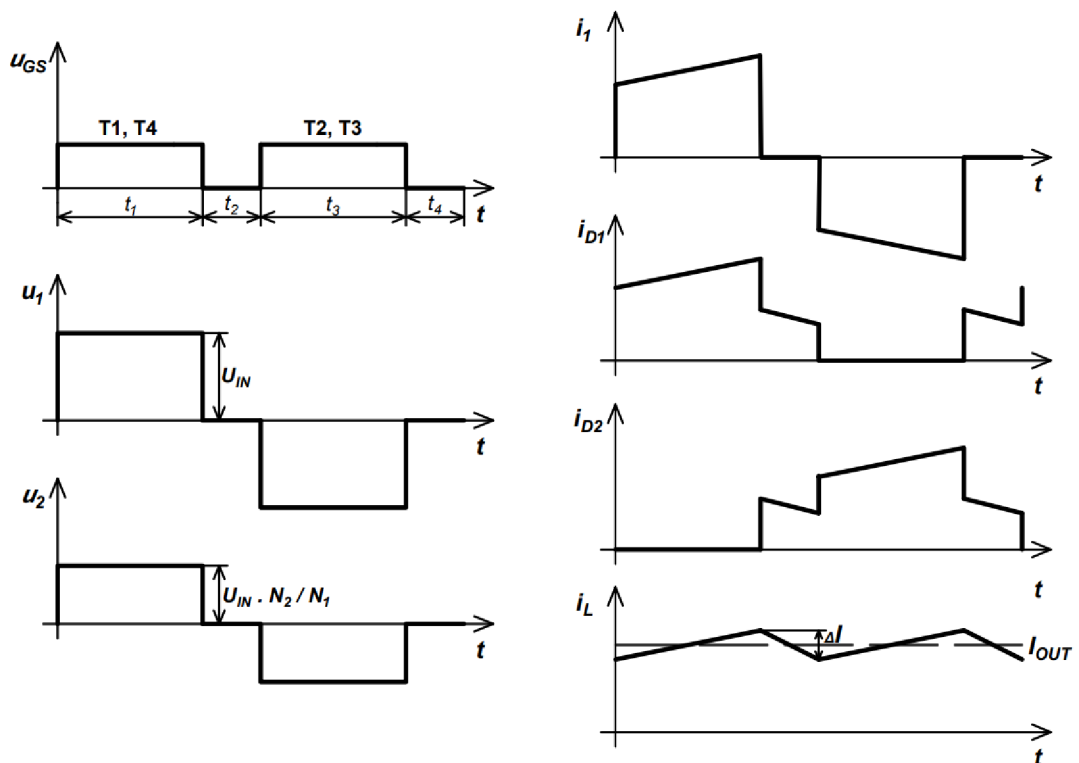 u_GS
T1, T4
T2, T3
t_1
t_2
t_3
t_4
t
u_1
U_IN
t
u_2
U_IN . N_2 / N_1
t
i_1
t
i_D1
t
i_D2
t
i_L
ΔI
I_OUT
t